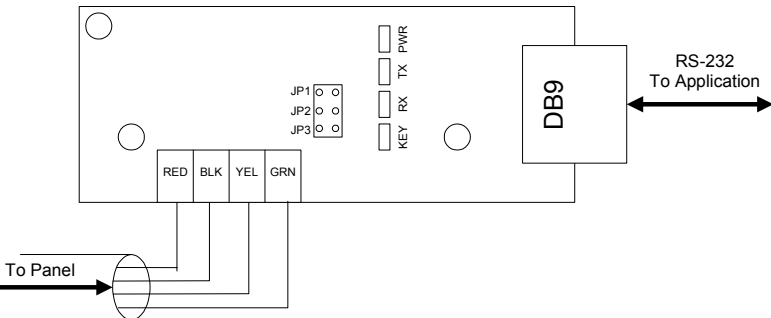 PWR
TX
RX
KEY
JP1
JP2
JP3
DB9
RS-232
To Application
RED BLK YEL GRN
To Panel